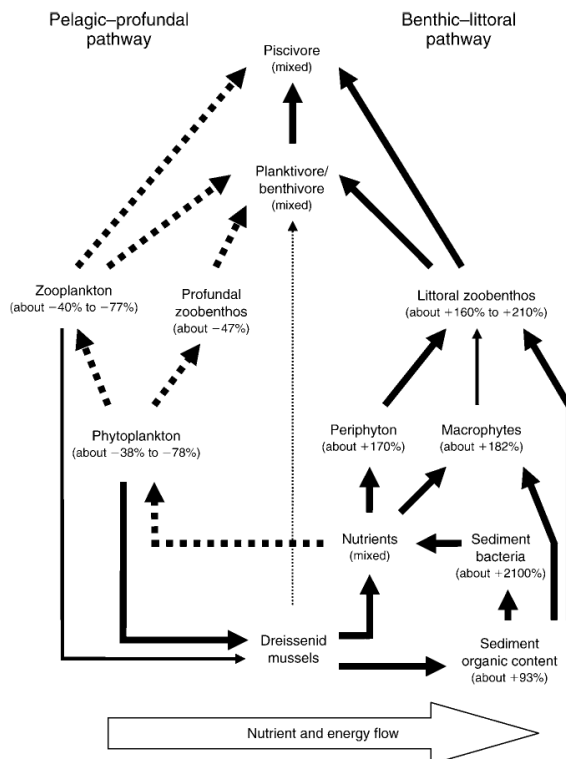 Pelagic–profundal
pathway
Benthic–littoral
pathway
Piscivore
(mixed)
Planktivore/
benthivore
(mixed)
Zooplankton
(about −40% to −77%)
Profundal
zoobenthos
(about −47%)
Littoral zoobenthos
(about +160% to +210%)
Phytoplankton
(about −38% to −78%)
Periphyton
(about +170%)
Macrophytes
(about +182%)
Nutrients
(mixed)
Sediment
bacteria
(about +2100%)
Dreissenid
mussels
Sediment
organic content
(about +93%)
Nutrient and energy flow